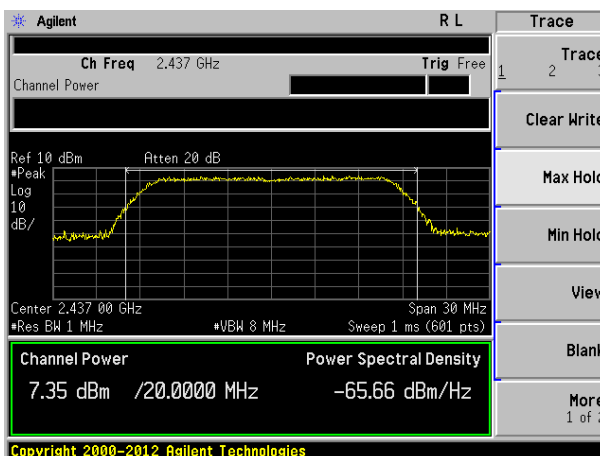 Agilent R L Trace
Ch Freq 2.437 GHz Trig Free
Channel Power
Trace
1 2
Clear Write
Max Hold
Min Hold
View
Blank
More
1 of
Ref 10 dBm Atten 20 dB
#Peak
Log
10
dB/
Center 2.437 00 GHz Span 30 MHz
#Res BW 1 MHz #VBW 8 MHz Sweep 1 ms (601 pts)
Channel Power Power Spectral Density
7.35 dBm /20.0000 MHz -65.66 dBm/Hz
Copyright 2000-2012 Agilent Technologies